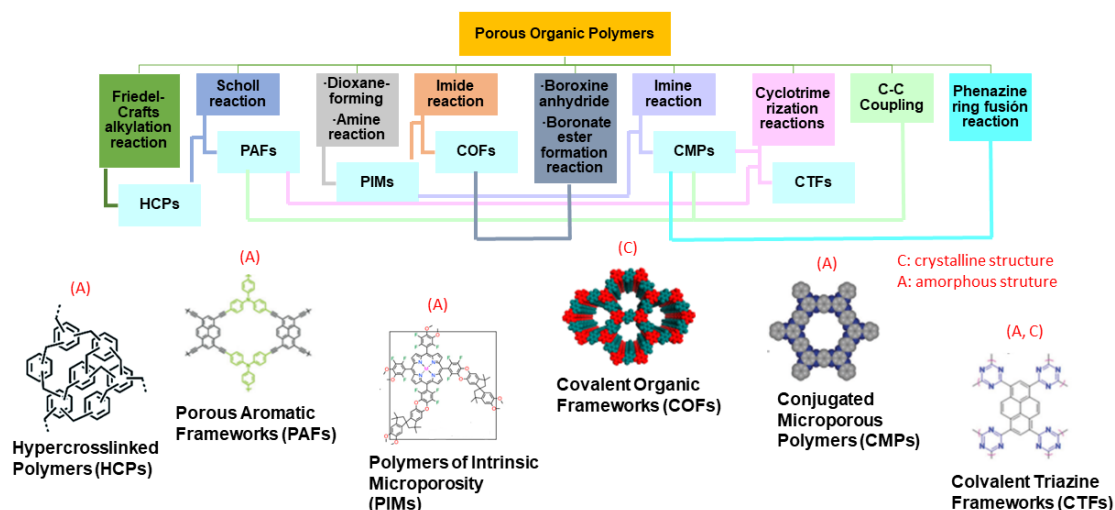 Porous Organic Polymers
Friedel-
Crafts
alkylation
reaction
Scholl
reaction
·Dioxane-
forming
·Amine reaction
Imide
reaction
·Boroxine
anhydride
·Boronate
ester
formation
reaction
Imine
reaction
Cyclotrime
rization
reactions
C-C
Coupling
Phenazine
ring fusión
reaction
HCPs
PAFs
PIMs
COFs
CMPs
CTFs
C: crystalline structure
A: amorphous struture
(A)
Hypercrosslinked
Polymers (HCPs)
(A)
Porous Aromatic
Frameworks (PAFs)
(A)
Polymers of Intrinsic
Microporosity
(PIMs)
(C)
Covalent Organic
Frameworks (COFs)
(A)
Conjugated
Microporous
Polymers (CMPs)
(A, C)
Colvalent Triazine
Frameworks (CTFs)